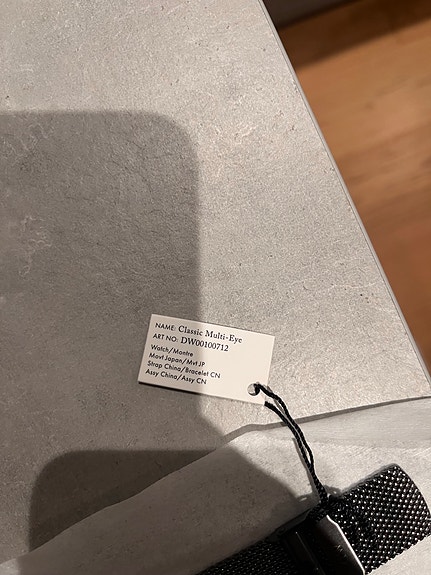 NAME: Classic Multi-Eye
ART NO: DW00100712
Watch/Montre
Movt Japan/Mvt JP
Strap China/Bracelet CN
Assy China/Assy CN